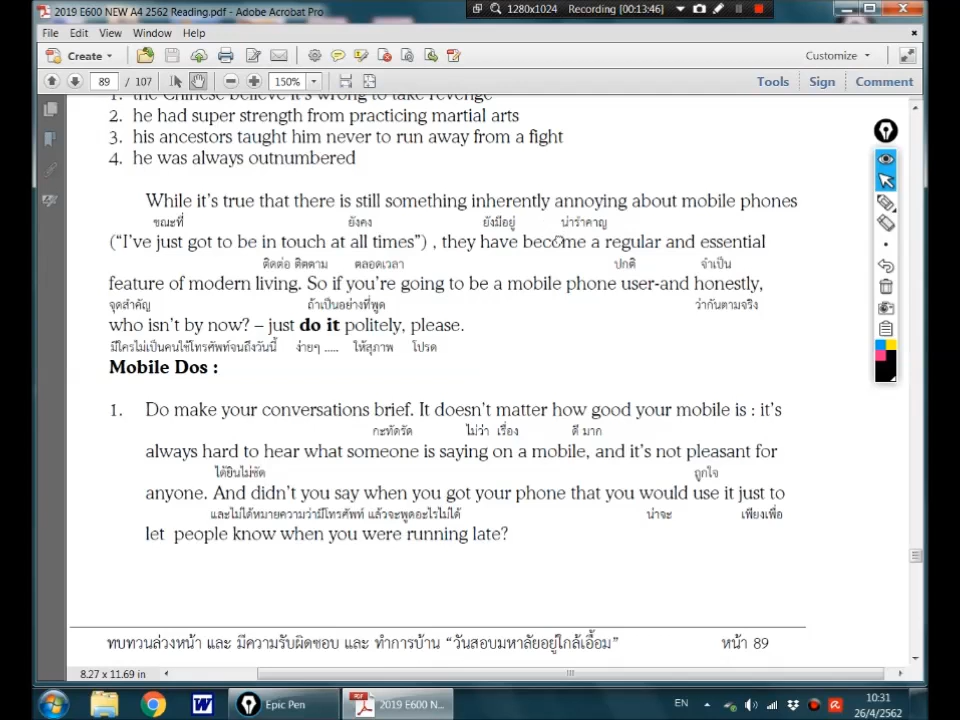 2019 E600 NEW A4 2562 Reading.pdf - Adobe Acrobat Pro
1280x1024 Recording [00:13:46]
File Edit View Window Help
Create Customize
89 / 107 150% Tools Sign Comment
1. the Chinese believe it's wrong to take revenge
2. he had super strength from practicing martial arts
3. his ancestors taught him never to run away from a fight
4. he was always outnumbered
While it's true that there is still something inherently annoying about mobile phones
ขณะที่ ยังคง ยังมีอยู่ น่ารำคาญ
("I've just got to be in touch at all times") , they have become a regular and essential
ติดต่อ ติดตาม ตลอดเวลา ปกติ จำเป็น
feature of modern living. So if you're going to be a mobile phone user-and honestly,
จุดสำคัญ ถ้าเป็นอย่างที่พูด ว่ากันตามจริง
who isn't by now? – just do it politely, please.
มีใครไม่เป็นคนใช้โทรศัพท์จนถึงวันนี้ ง่ายๆ ..... ให้สุภาพ โปรด
Mobile Dos :
1. Do make your conversations brief. It doesn't matter how good your mobile is : it's
กะทัดรัด ไม่ว่า เรื่อง ดี มาก
always hard to hear what someone is saying on a mobile, and it's not pleasant for
ได้ยินไม่ชัด ถูกใจ
anyone. And didn't you say when you got your phone that you would use it just to
และไม่ได้หมายความว่ามีโทรศัพท์ แล้วจะพูดอะไรไม่ได้ น่าจะ เพียงเพื่อ
let people know when you were running late?
ทบทวนล่วงหน้า และ มีความรับผิดชอบ และ ทำการบ้าน "วันสอบมหาลัยอยู่ใกล้เอื้อม" หน้า 89
8.27 x 11.69 in
Epic Pen 2019 E600 N... EN 10:31
26/4/2562